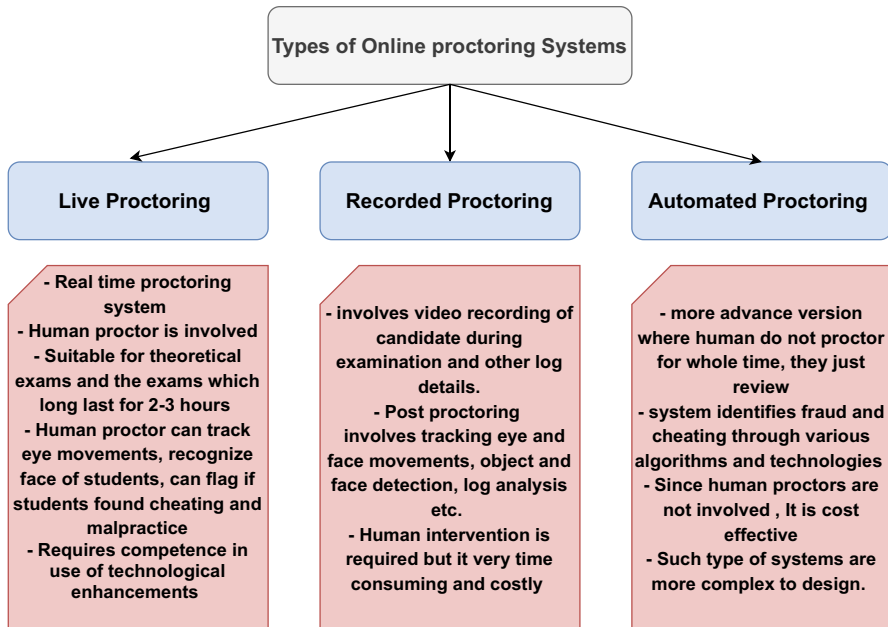 Types of Online proctoring Systems
Live Proctoring
Recorded Proctoring
Automated Proctoring
- Real time proctoring
system
- Human proctor is involved
- Suitable for theoretical
exams and the exams which
long last for 2-3 hours
- Human proctor can track
eye movements, recognize
face of students, can flag if
students found cheating and
malpractice
- Requires competence in
use of technological
enhancements
- involves video recording of
candidate during
examination and other log
details.
- Post proctoring
involves tracking eye and
face movements, object and
face detection, log analysis
etc.
- Human intervention is
required but it very time
consuming and costly
- more advance version
where human do not proctor
for whole time, they just
review
- system identifies fraud and
cheating through various
algorithms and technologies
- Since human proctors are
not involved , It is cost
effective
- Such type of systems are
more complex to design.